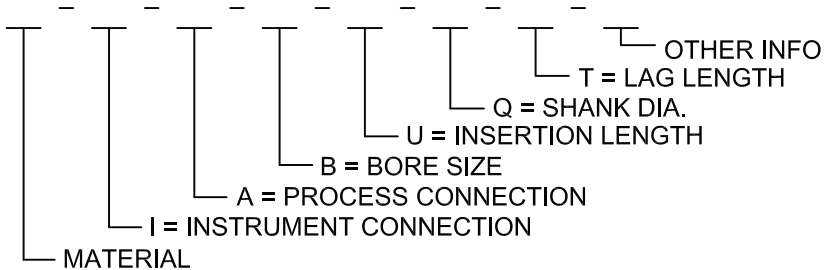 OTHER INFO
T = LAG LENGTH
Q = SHANK DIA.
U = INSERTION LENGTH
B = BORE SIZE
A = PROCESS CONNECTION
I = INSTRUMENT CONNECTION
MATERIAL